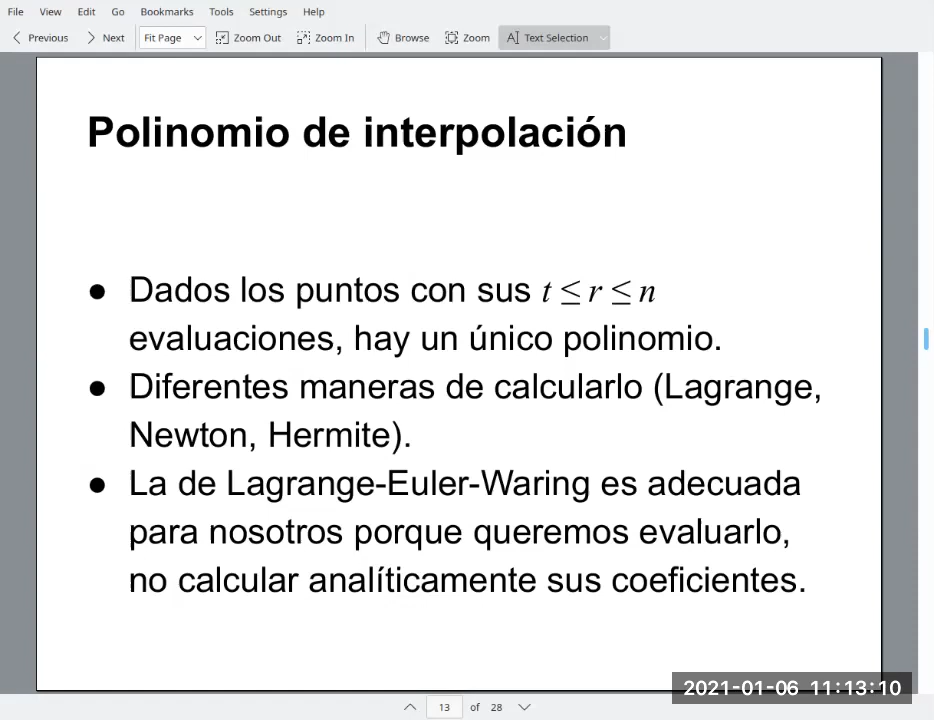 File View Edit Go Bookmarks Tools Settings Help
Previous Next Fit Page Zoom Out Zoom In Browse Zoom Text Selection
Polinomio de interpolación
● Dados los puntos con sus t ≤ r ≤ n
evaluaciones, hay un único polinomio.
● Diferentes maneras de calcularlo (Lagrange,
Newton, Hermite).
● La de Lagrange-Euler-Waring es adecuada
para nosotros porque queremos evaluarlo,
no calcular analíticamente sus coeficientes.
2021-01-06 11:13:10
13 of 28